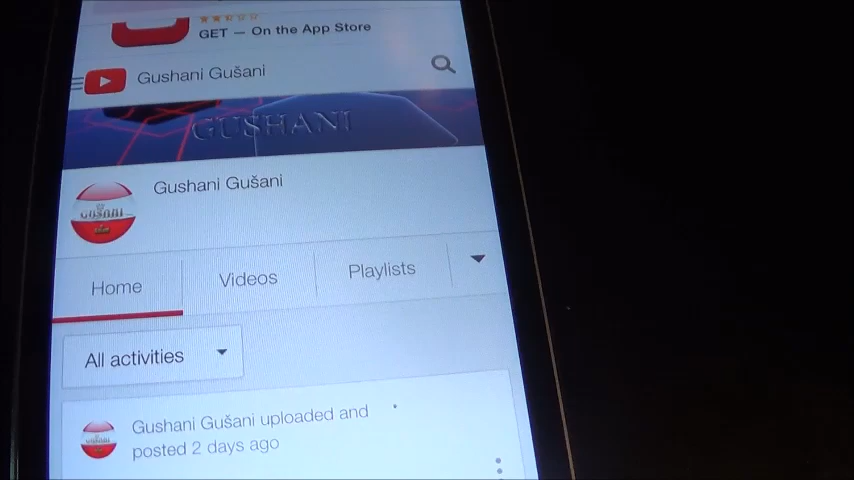 GET — On the App Store
Gushani Gušani
GUSHANI
Gushani Gušani
GUŠANI
Home
Videos
Playlists
All activities
Gushani Gušani uploaded and
posted 2 days ago